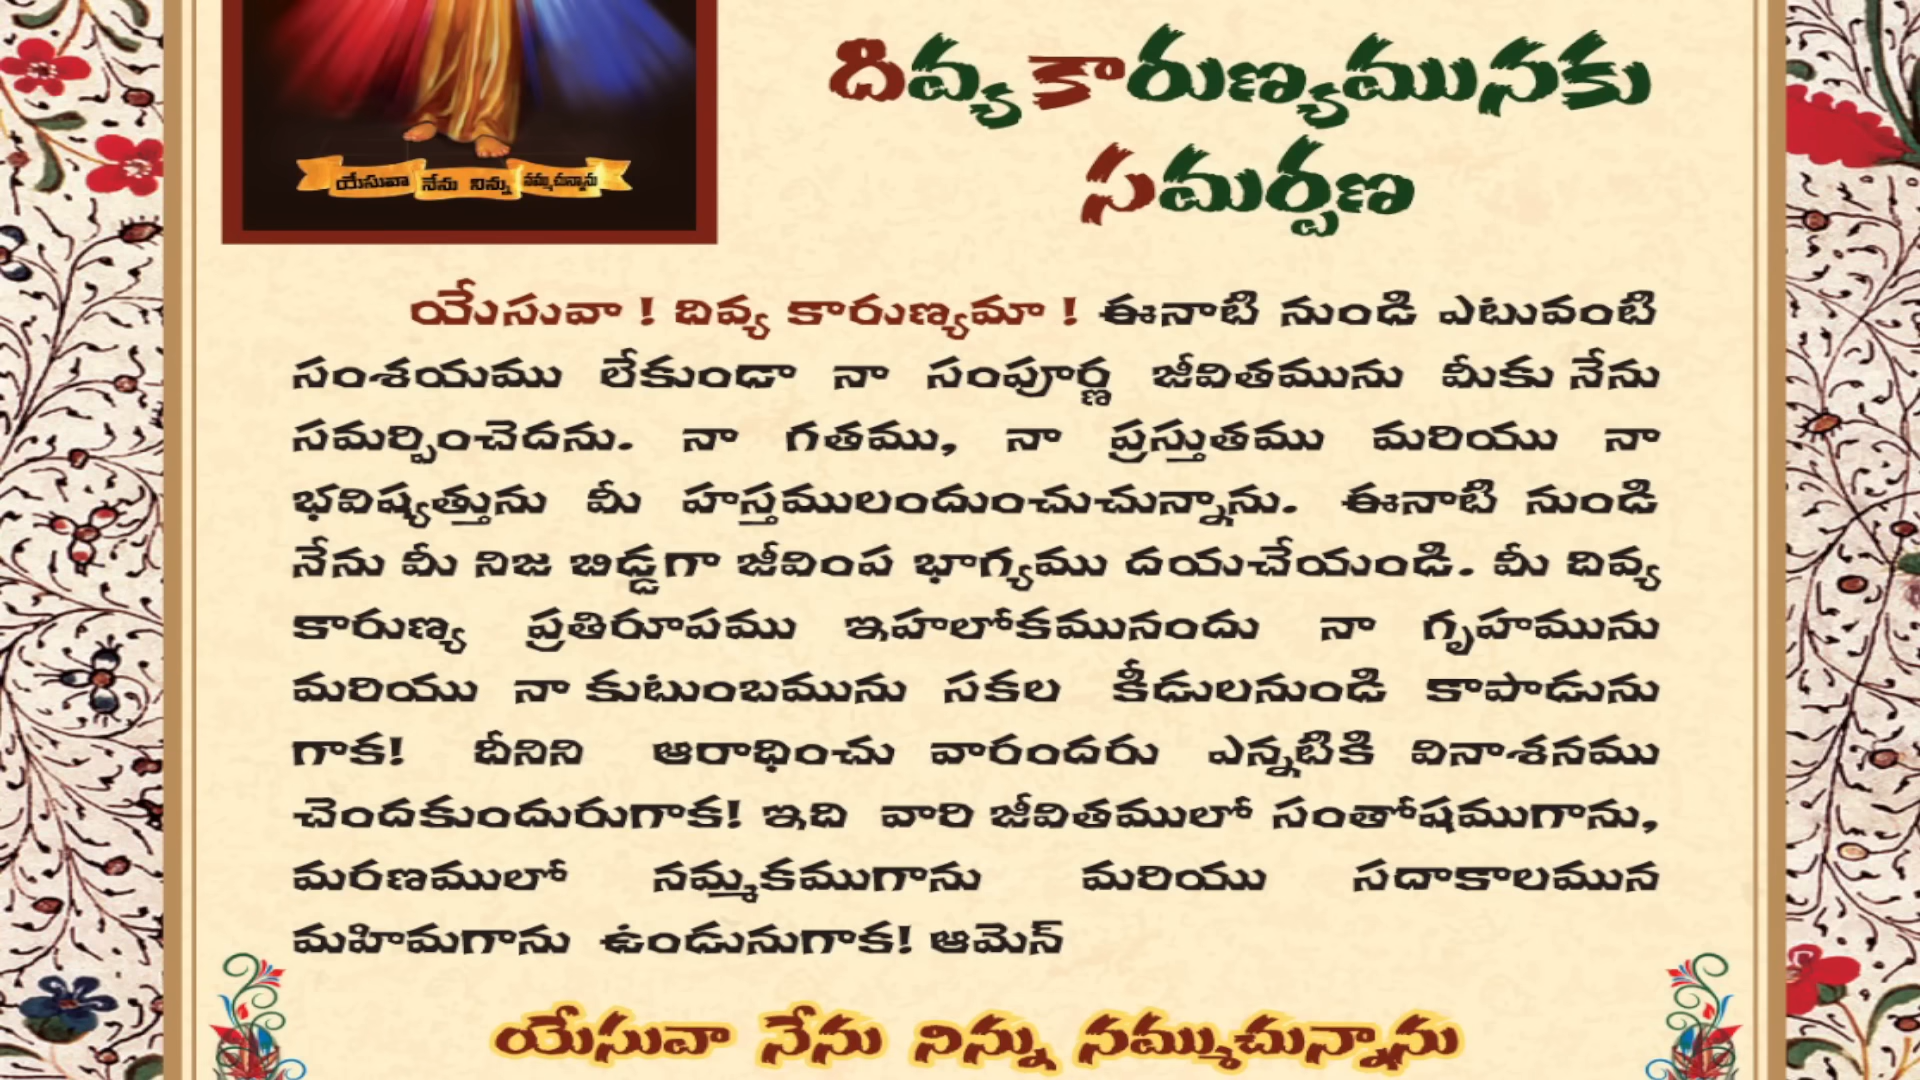 దివ్య కారుణ్యమునకు
సమర్పణ
యేసువా నేను నిన్ను నమ్ముచున్నాను
యేసువా ! దివ్య కారుణ్యమా ! ఈనాటి నుండి ఎటువంటి
సంశయము లేకుండా నా సంపూర్ణ జీవితమును మీకు నేను
సమర్పించెదను. నా గతము, నా ప్రస్తుతము మరియు నా
భవిష్యత్తును మీ హస్తములందుంచుచున్నాను. ఈనాటి నుండి
నేను మీ నిజ బిడ్డగా జీవింప భాగ్యము దయచేయండి. మీ దివ్య
కారుణ్య ప్రతిరూపము ఇహలోకమునందు నా గృహమును
మరియు నా కుటుంబమును సకల కీడులనుండి కాపాడును
గాక! దీనిని ఆరాధించు వారందరు ఎన్నటికి వినాశనము
చెందకుందురుగాక! ఇది వారి జీవితములో సంతోషముగాను,
మరణములో నమ్మకముగాను మరియు సదాకాలమున
మహిమగాను ఉండునుగాక! ఆమెన్
యేసువా నేను నిన్ను నమ్ముచున్నాను